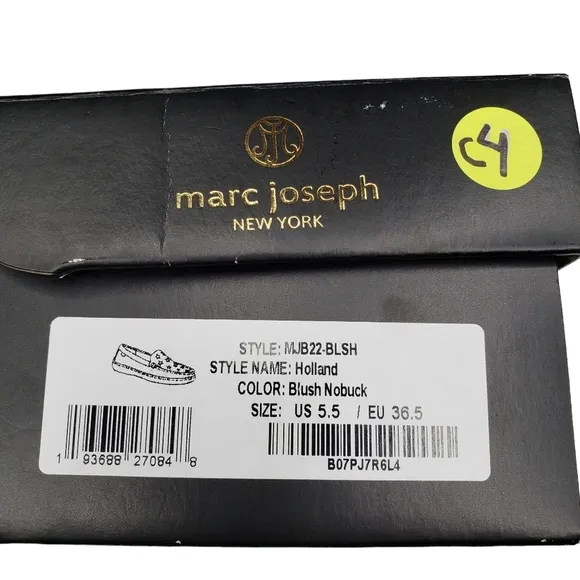 marc joseph
NEW YORK
C4
STYLE: MJB22-BLSH
STYLE NAME: Holland
COLOR: Blush Nobuck
SIZE: US 5.5 / EU 36.5
1 93688 27084 8
B07PJ7R6L4